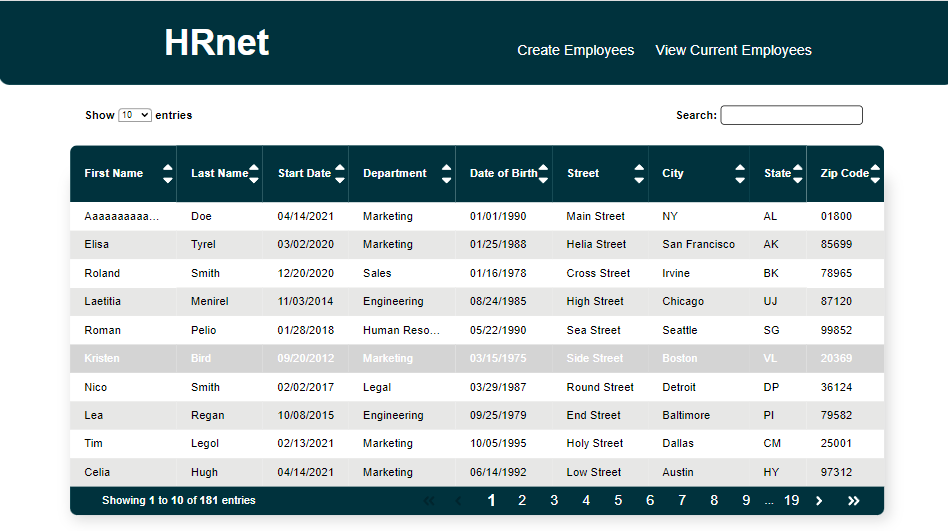 HRnet
Create Employees View Current Employees
Show 10 entries Search:
First Name Last Name Start Date Department Date of Birth Street City State Zip Code
Aaaaaaaaaa... Doe 04/14/2021 Marketing 01/01/1990 Main Street NY AL 01800
Elisa Tyrel 03/02/2020 Marketing 01/25/1988 Helia Street San Francisco AK 85699
Roland Smith 12/20/2020 Sales 01/16/1978 Cross Street Irvine BK 78965
Laetitia Menirel 11/03/2014 Engineering 08/24/1985 High Street Chicago UJ 87120
Roman Pelio 01/28/2018 Human Reso... 05/22/1990 Sea Street Seattle SG 99852
Kristen Bird 09/20/2012 Marketing 03/15/1975 Side Street Boston VL 20369
Nico Smith 02/02/2017 Legal 03/29/1987 Round Street Detroit DP 36124
Lea Regan 10/08/2015 Engineering 09/25/1979 End Street Baltimore PI 79582
Tim Legol 02/13/2021 Marketing 10/05/1995 Holy Street Dallas CM 25001
Celia Hugh 04/14/2021 Marketing 06/14/1992 Low Street Austin HY 97312
Showing 1 to 10 of 181 entries « ‹ 1 2 3 4 5 6 7 8 9 ... 19 › »